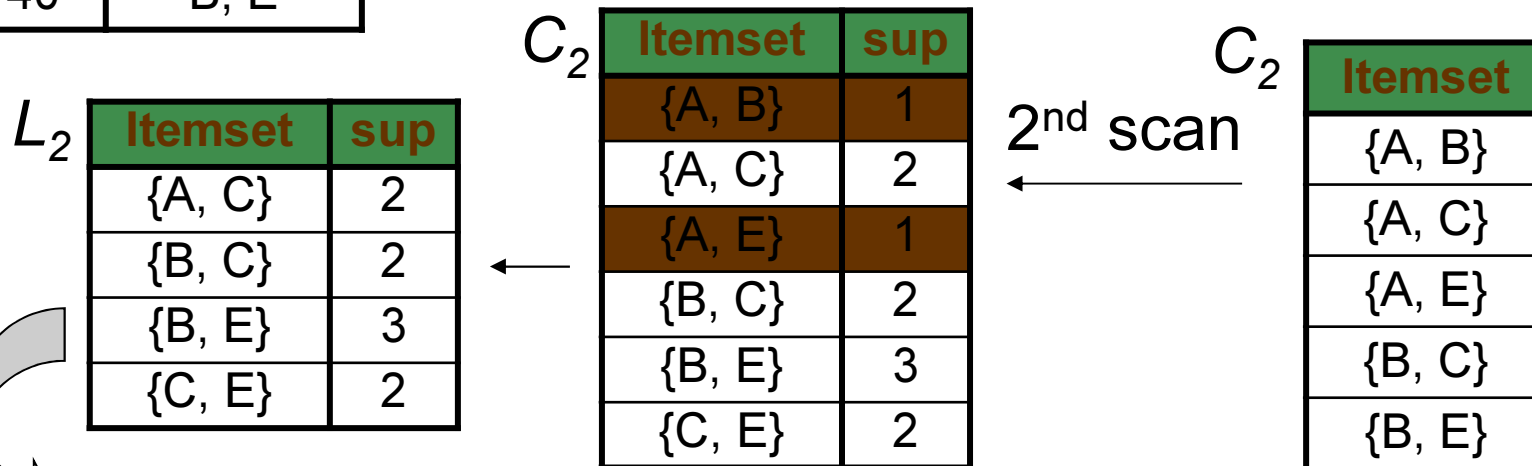 B, E
C2 Itemset sup
{A, B} 1
{A, C} 2
{A, E} 1
{B, C} 2
{B, E} 3
{C, E} 2
L2 Itemset sup
{A, C} 2
{B, C} 2
{B, E} 3
{C, E} 2
2nd scan
C2 Itemset
{A, B}
{A, C}
{A, E}
{B, C}
{B, E}